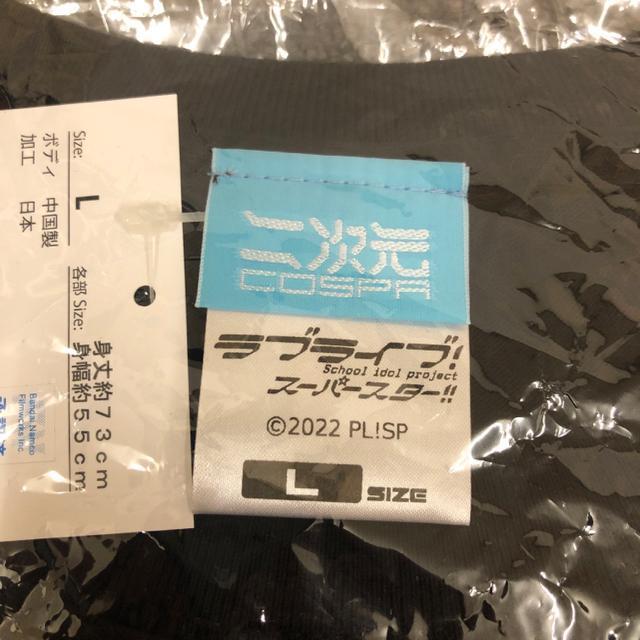 Size:
L
ボディ 中国製
加工 日本
各部 Size:
身丈約73cm
身幅約55cm
Bandai Namco
Filmworks Inc.
二次元
COSPA
ラブライブ!
School idol project
スーパースター!!
©2022 PL!SP
L SIZE